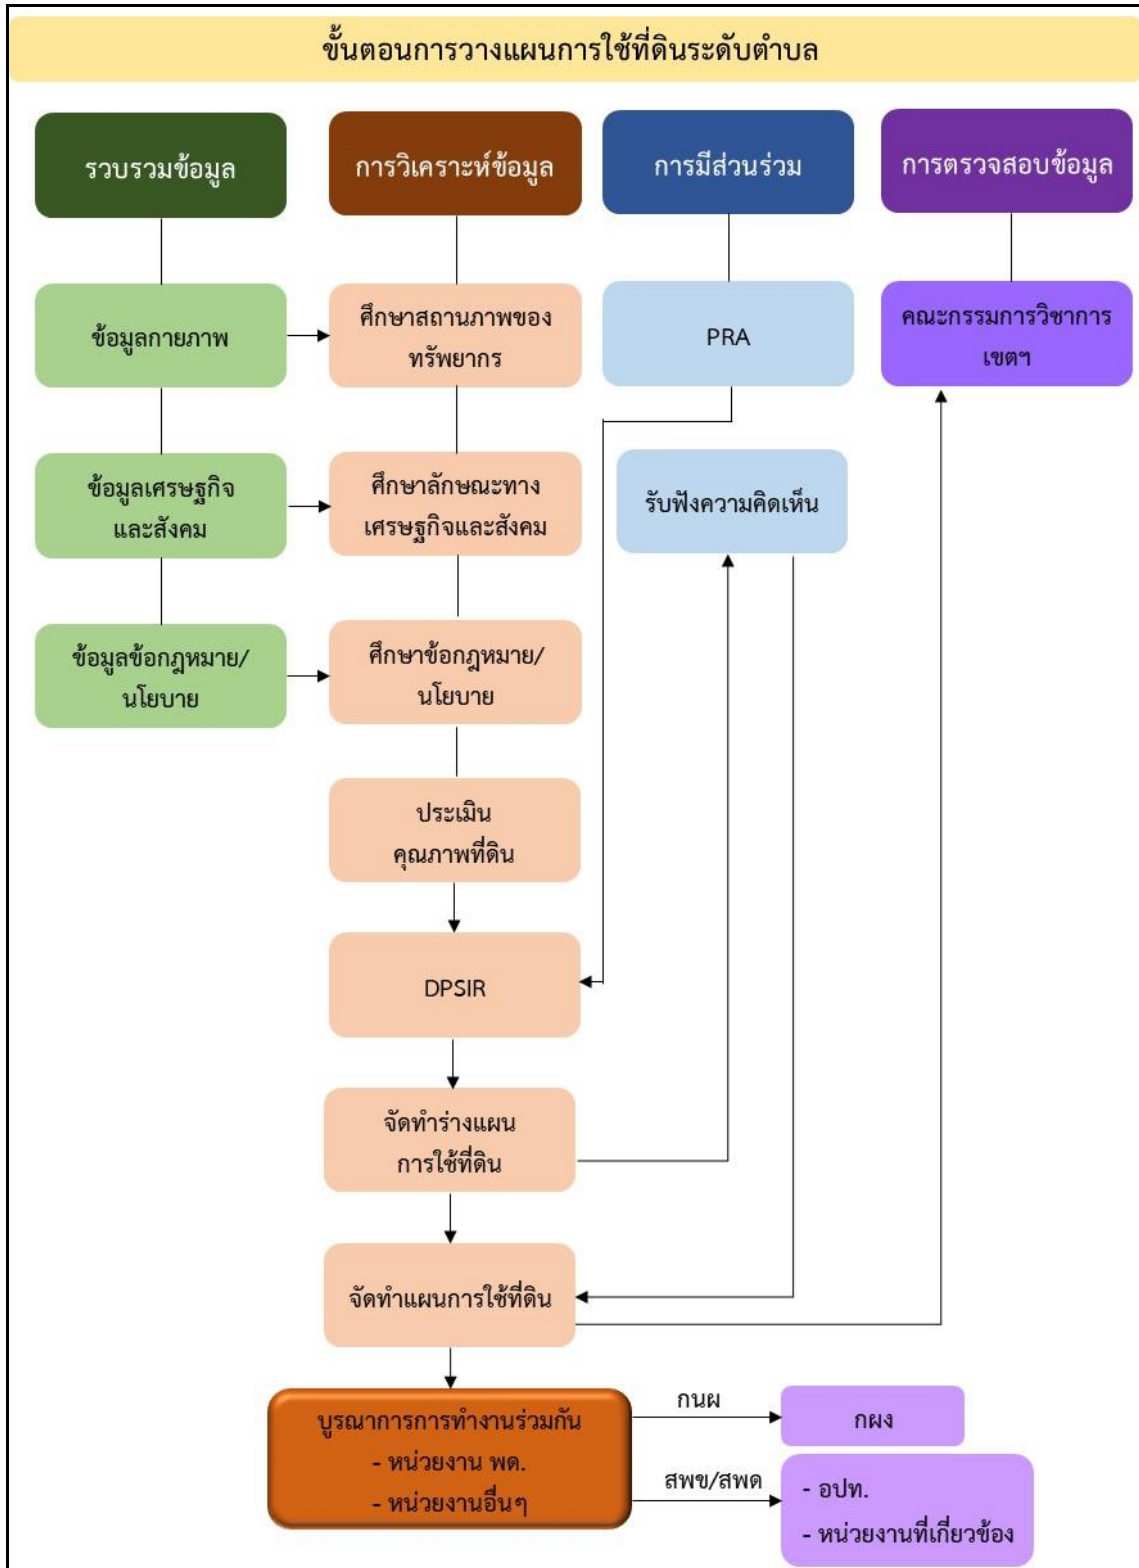 ขั้นตอนการวางแผนการใช้ที่ดินระดับตำบล
รวบรวมข้อมูล
การวิเคราะห์ข้อมูล
การมีส่วนร่วม
การตรวจสอบข้อมูล
ข้อมูลกายภาพ
ศึกษาสถานภาพของ
ทรัพยากร
PRA
คณะกรรมการวิชาการ
เขตฯ
ข้อมูลเศรษฐกิจ
และสังคม
ศึกษาลักษณะทาง
เศรษฐกิจและสังคม
รับฟังความคิดเห็น
ข้อมูลข้อกฎหมาย/
นโยบาย
ศึกษาข้อกฎหมาย/
นโยบาย
ประเมิน
คุณภาพที่ดิน
DPSIR
จัดทำร่างแผน
การใช้ที่ดิน
จัดทำแผนการใช้ที่ดิน
บูรณาการการทำงานร่วมกัน
- หน่วยงาน พด.
- หน่วยงานอื่นๆ
กนผ
กผง
สพข/สพด
- อปท.
- หน่วยงานที่เกี่ยวข้อง